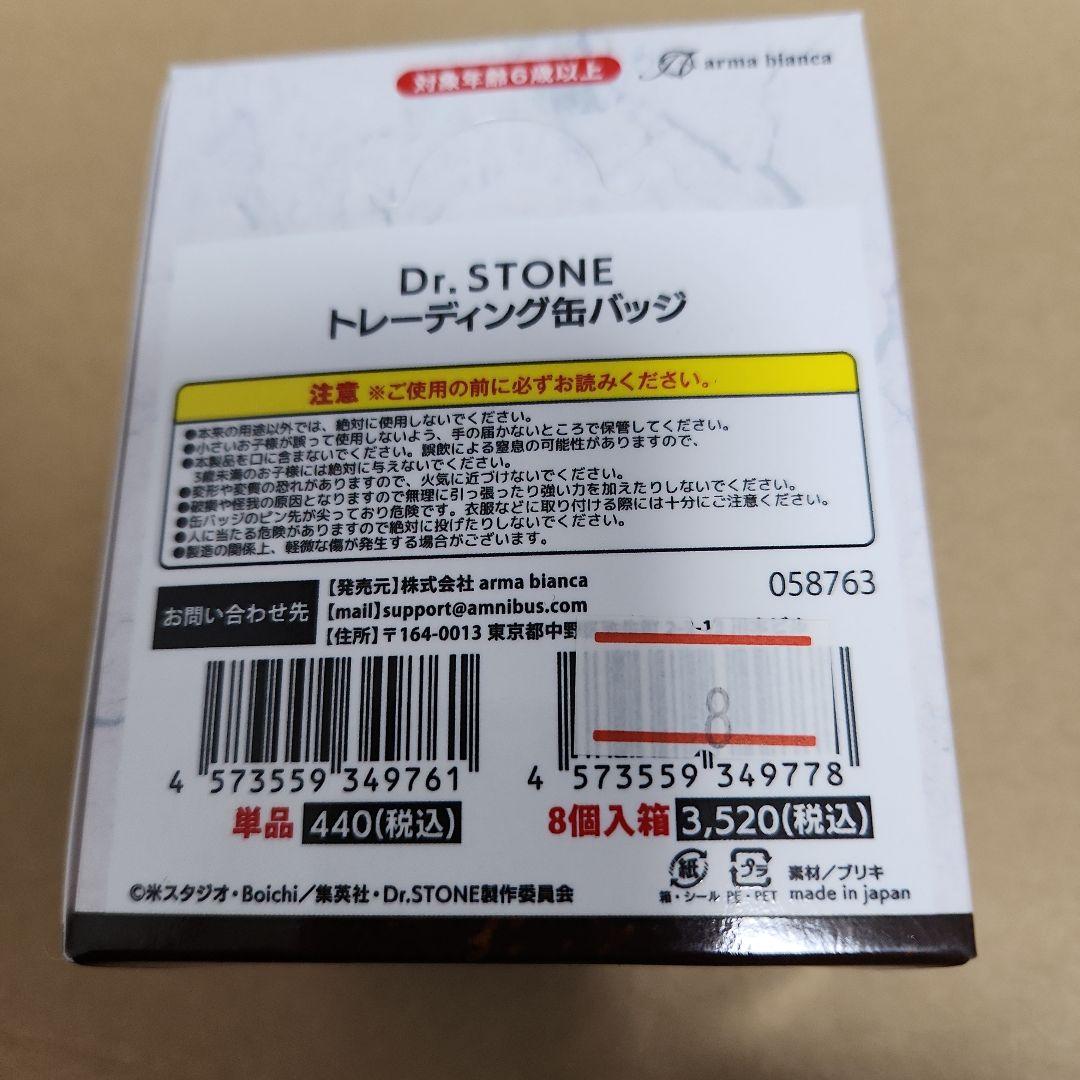 対象年齢6歳以上
arma bianca
Dr. STONE
トレーディング缶バッジ
注意 ※ご使用の前に必ずお読みください。
●本来の用途以外では、絶対に使用しないでください。
●小さいお子様が誤って使用しないよう、手の届かないところで保管してください。
●本製品を口に含まないでください。誤飲による窒息の可能性がありますので、
3歳未満のお子様には絶対に与えないでください。
●変形や変質の恐れがありますので、火気に近づけないでください。
●破損や怪我の原因となりますので無理に引っ張ったり強い力を加えたりしないでください。
●缶バッジのピン先が尖っており危険です。衣服などに取り付ける際には十分にご注意ください。
●人に当たる危険がありますので絶対に投げたりしないでください。
●製造の関係上、軽微な傷が発生する場合がございます。
お問い合わせ先
【発売元】株式会社 arma bianca
【mail】support@amnibus.com
【住所】〒164-0013 東京都中野
058763
8
4 573559 349761
4 573559 349778
単品 440(税込)
8個入箱 3,520(税込)
紙
箱・シール
プラ
PE・PET
素材／ブリキ
made in japan
©米スタジオ・Boichi／集英社・Dr.STONE製作委員会